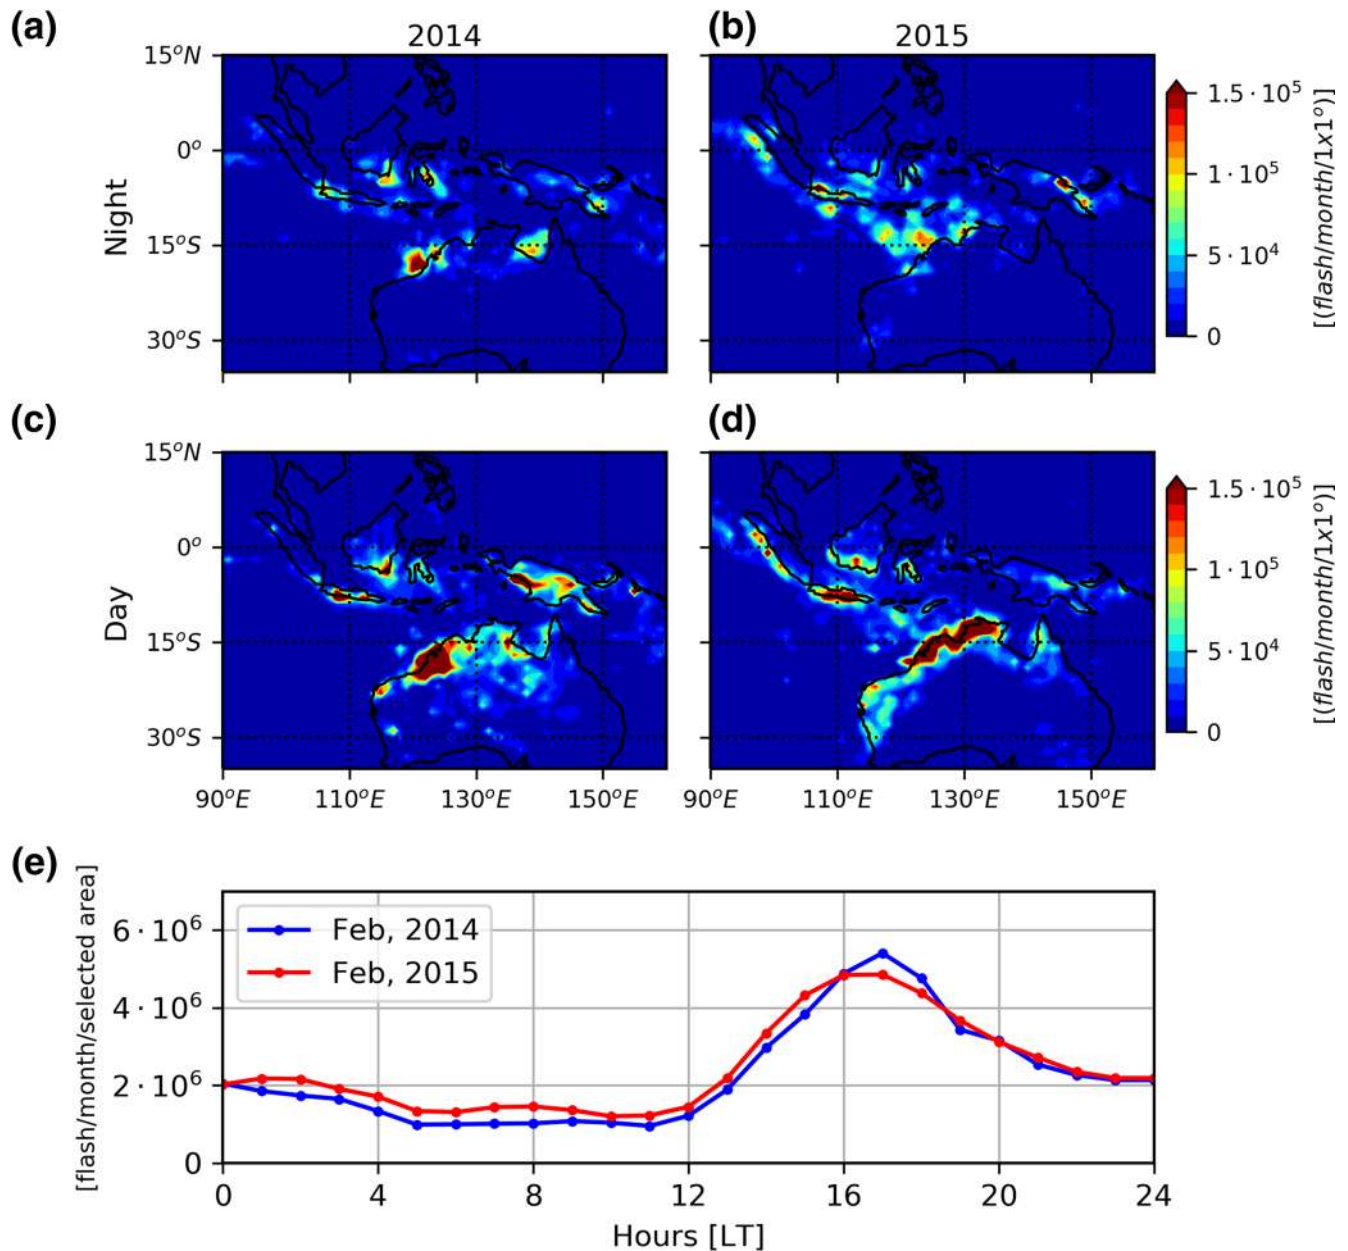 (a) 2014 (b) 2015
15°N
0°
15°S
30°S
Night
1.5·10⁵
1·10⁵
5·10⁴
0
[(flash/month/1x1°)]
(c) (d)
15°N
0°
15°S
30°S
Day
90°E 110°E 130°E 150°E 90°E 110°E 130°E 150°E
1.5·10⁵
1·10⁵
5·10⁴
0
[(flash/month/1x1°)]
(e)
[flash/month/selected area]
6·10⁶
4·10⁶
2·10⁶
0
Feb, 2014
Feb, 2015
0 4 8 12 16 20 24
Hours [LT]